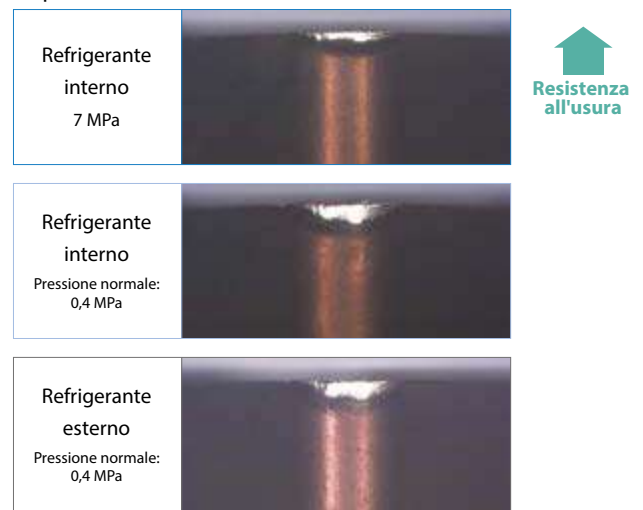 Refrigerante
interno
7 MPa
Resistenza
all'usura
Refrigerante
interno
Pressione normale:
0,4 MPa
Refrigerante
esterno
Pressione normale:
0,4 MPa